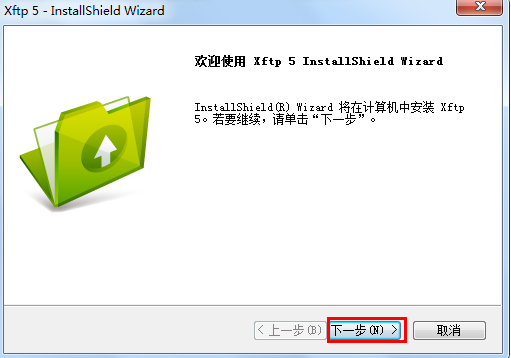 Xftp 5 - InstallShield Wizard
欢迎使用 Xftp 5 InstallShield Wizard
InstallShield(R) Wizard 将在计算机中安装 Xftp
5。若要继续，请单击“下一步”。
< 上一步(B)
下一步(N) >
取消